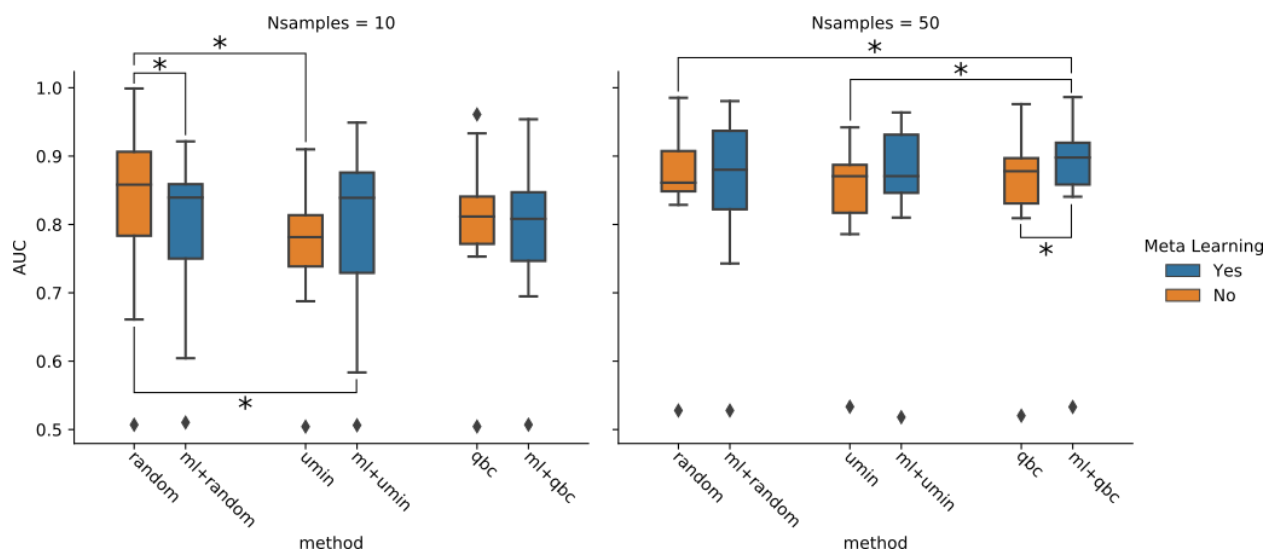 Nsamples = 10
Nsamples = 50
*
*
*
*
*
*
AUC
1.0
0.9
0.8
0.7
0.6
0.5
random
ml+random
umin
ml+umin
qbc
ml+qbc
method
random
ml+random
umin
ml+umin
qbc
ml+qbc
method
Meta Learning
Yes
No